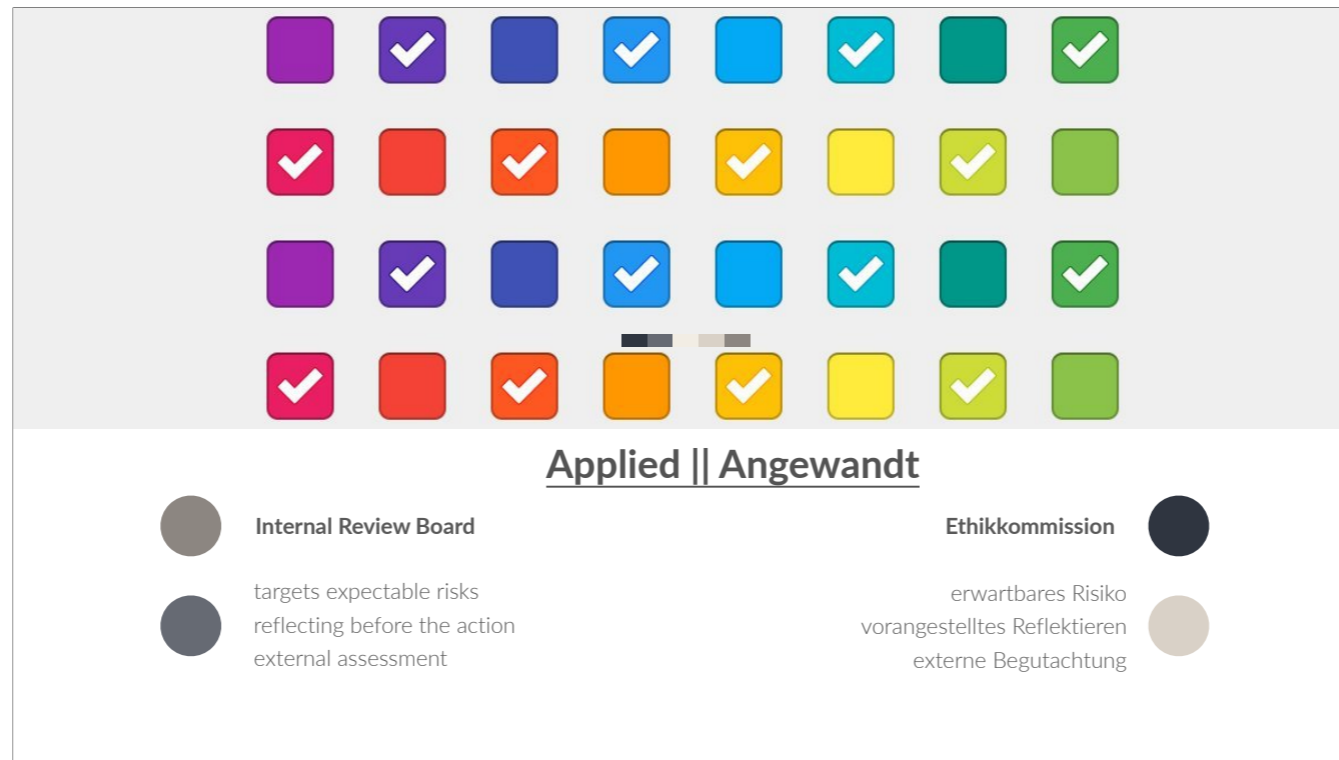 Applied || Angewandt
Internal Review Board
targets expectable risks
reflecting before the action
external assessment
Ethikkommission
erwartbares Risiko
vorangestelltes Reflektieren
externe Begutachtung